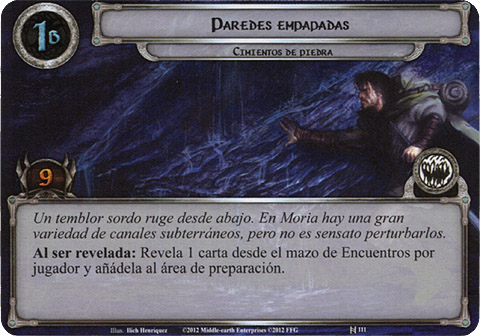 1B
PAREDES EMPAPADAS
CIMIENTOS DE PIEDRA
9
Un temblor sordo ruge desde abajo. En Moria hay una gran
variedad de canales subterráneos, pero no es sensato perturbarlos.
Al ser revelada: Revela 1 carta desde el mazo de Encuentros por
jugador y añádela al área de preparación.
Illus. Ilich Henriquez ©2012 Middle-earth Enterprises ©2012 FFG 111